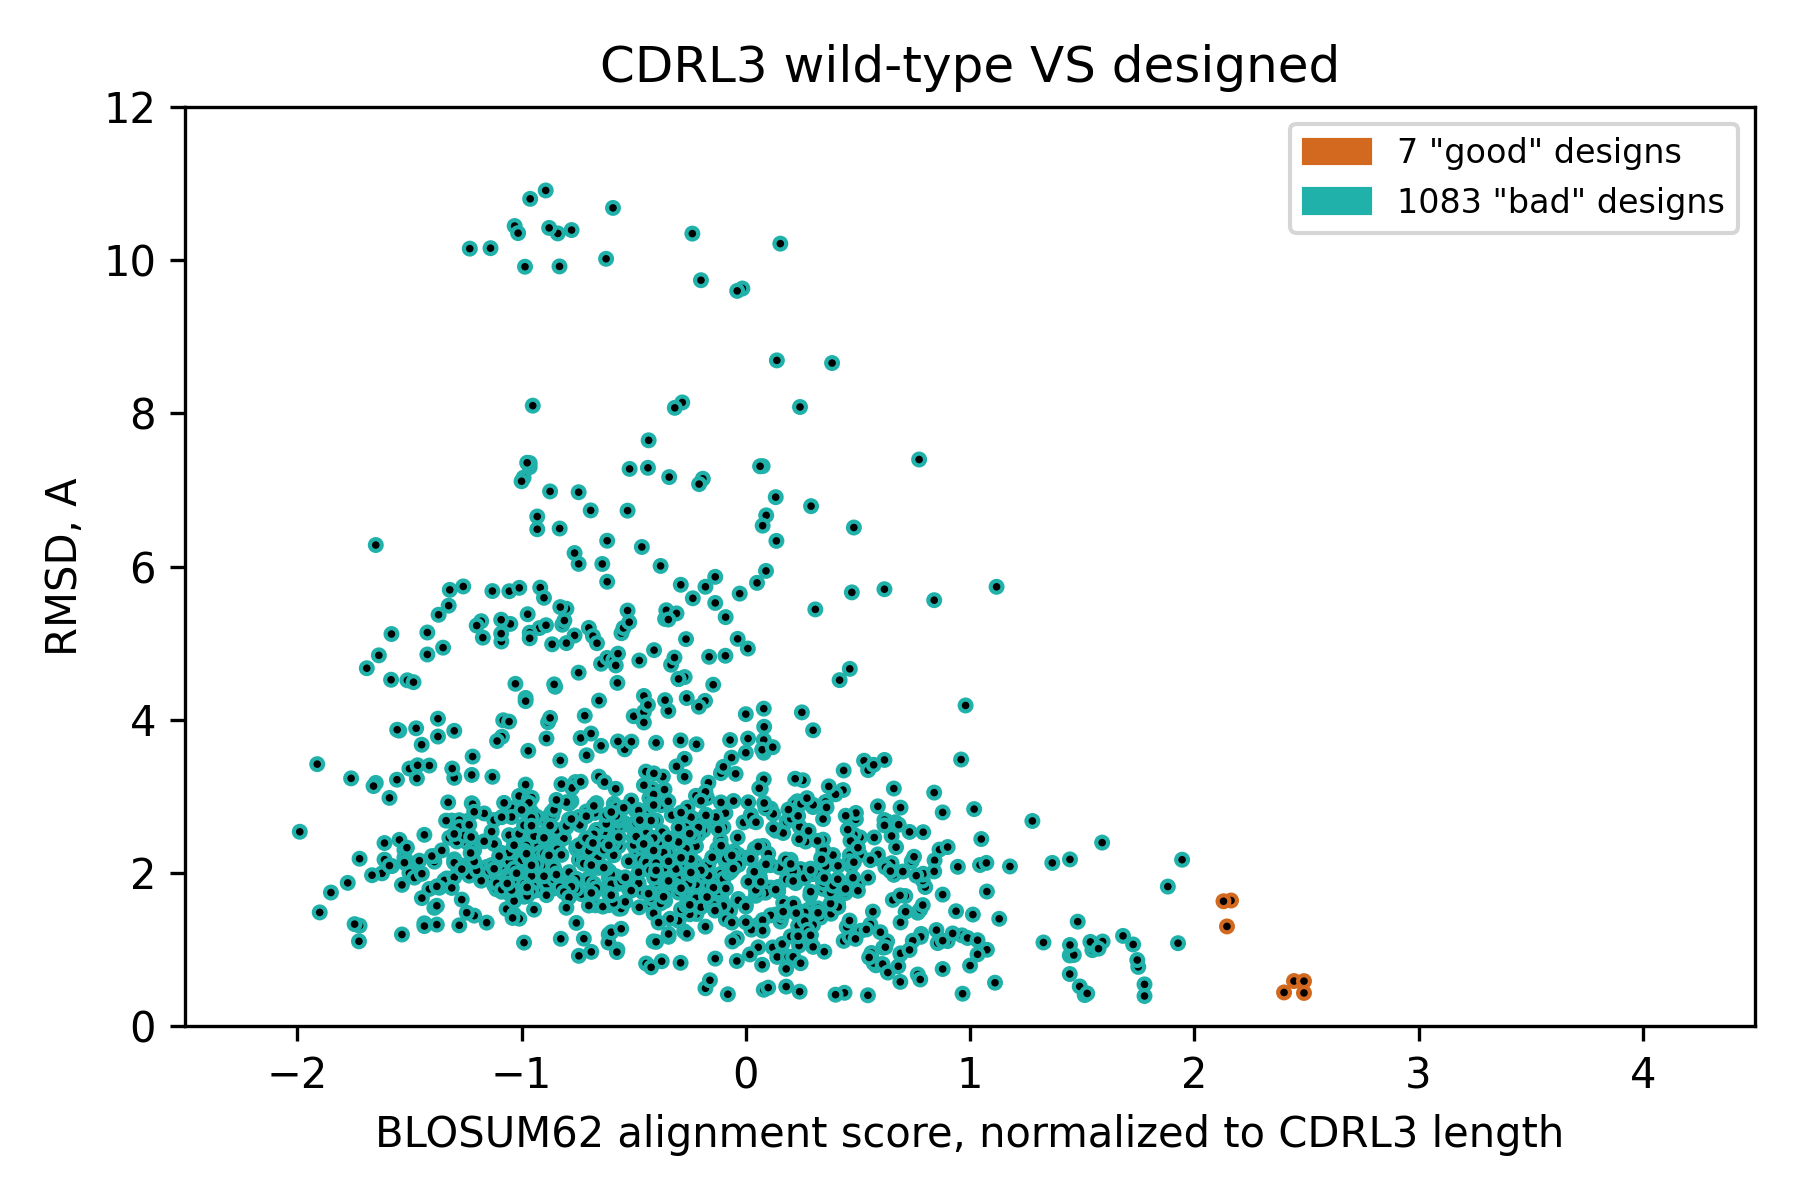 CDRL3 wild-type VS designed
12
10
8
6
4
2
0
RMSD, A
7 "good" designs
1083 "bad" designs
−2 −1 0 1 2 3 4
BLOSUM62 alignment score, normalized to CDRL3 length